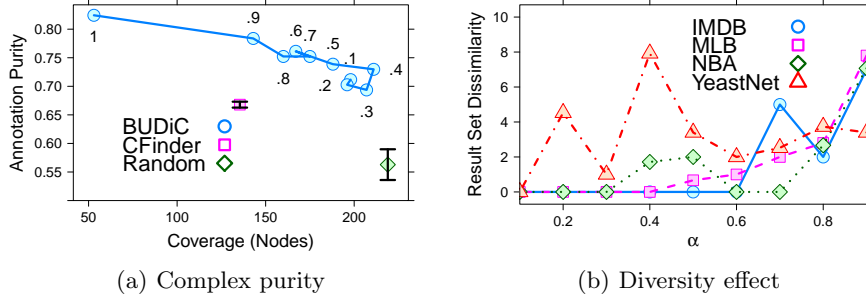 Annotation Purity
0.80
0.75
0.70
0.65
0.60
0.55
1
.9
.8
.6
.7
.5
.1
.2
.3
.4
BUDiC
CFinder
Random
50
100
150
200
Coverage (Nodes)
(a) Complex purity
Result Set Dissimilarity
10
8
6
4
2
0
IMDB
MLB
NBA
YeastNet
0.2
0.4
0.6
0.8
α
(b) Diversity effect